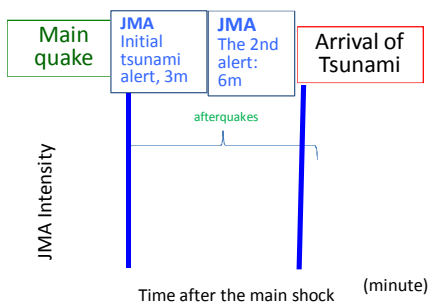 Main
quake
JMA
Initial
tsunami
alert, 3m
JMA
The 2nd
alert:
6m
Arrival of
Tsunami
afterquakes
JMA Intensity
Time after the main shock
(minute)